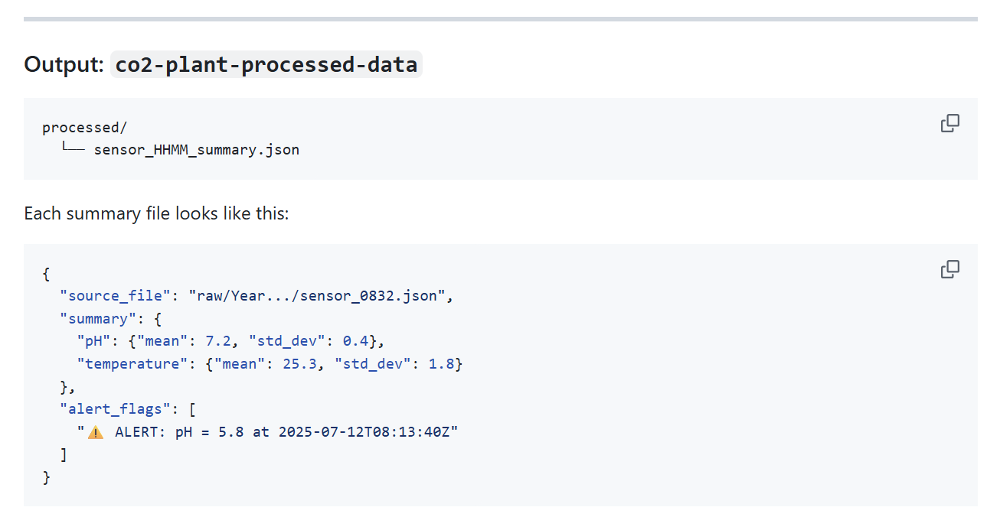 Output: co2-plant-processed-data
processed/
└── sensor_HHMM_summary.json
Each summary file looks like this:
{
  "source_file": "raw/Year.../sensor_0832.json",
  "summary": {
    "pH": {"mean": 7.2, "std_dev": 0.4},
    "temperature": {"mean": 25.3, "std_dev": 1.8}
  },
  "alert_flags": [
    "⚠️ ALERT: pH = 5.8 at 2025-07-12T08:13:40Z"
  ]
}